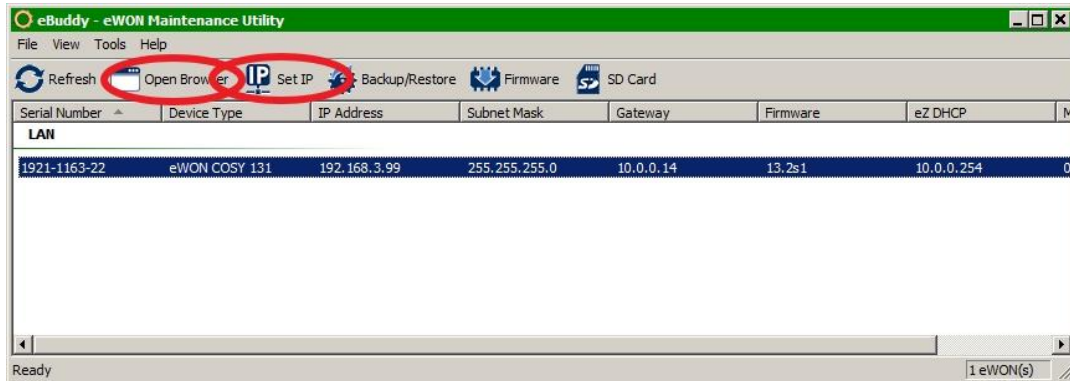 eBuddy - eWON Maintenance Utility
File View Tools Help
Refresh Open Browser IP Set IP Backup/Restore Firmware SD SD Card
Serial Number Device Type IP Address Subnet Mask Gateway Firmware eZ DHCP M
LAN
1921-1163-22 eWON COSY 131 192.168.3.99 255.255.255.0 10.0.0.14 13.2s1 10.0.0.254 0
Ready 1 eWON(s)